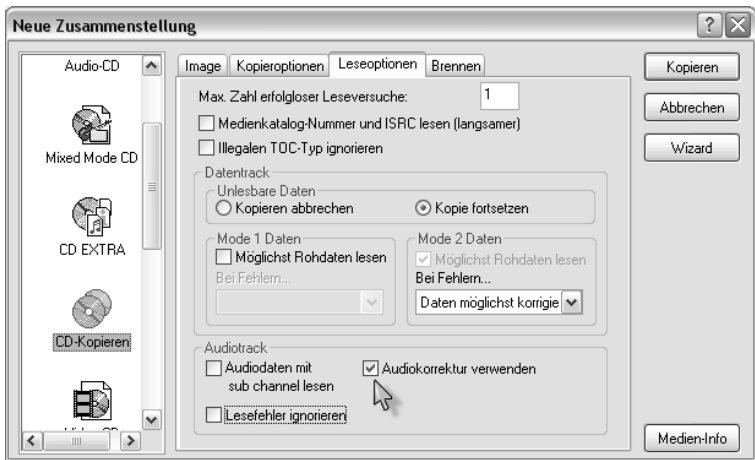 Neue Zusammenstellung
Audio-CD
Mixed Mode CD
CD EXTRA
CD-Kopieren
Image Kopieroptionen Leseoptionen Brennen
Max. Zahl erfolgloser Leseversuche: 1
Medienkatalog-Nummer und ISRC lesen (langsamer)
Illegalen TOC-Typ ignorieren
Datentrack
Unlesbare Daten
Kopieren abbrechen Kopie fortsetzen
Mode 1 Daten
Möglichst Rohdaten lesen
Bei Fehlern...
Mode 2 Daten
Möglichst Rohdaten lesen
Bei Fehlern...
Daten möglichst korrigie
Audiotrack
Audiodaten mit
sub channel lesen
Audiokorrektur verwenden
Lesefehler ignorieren
Kopieren
Abbrechen
Wizard
Medien-Info